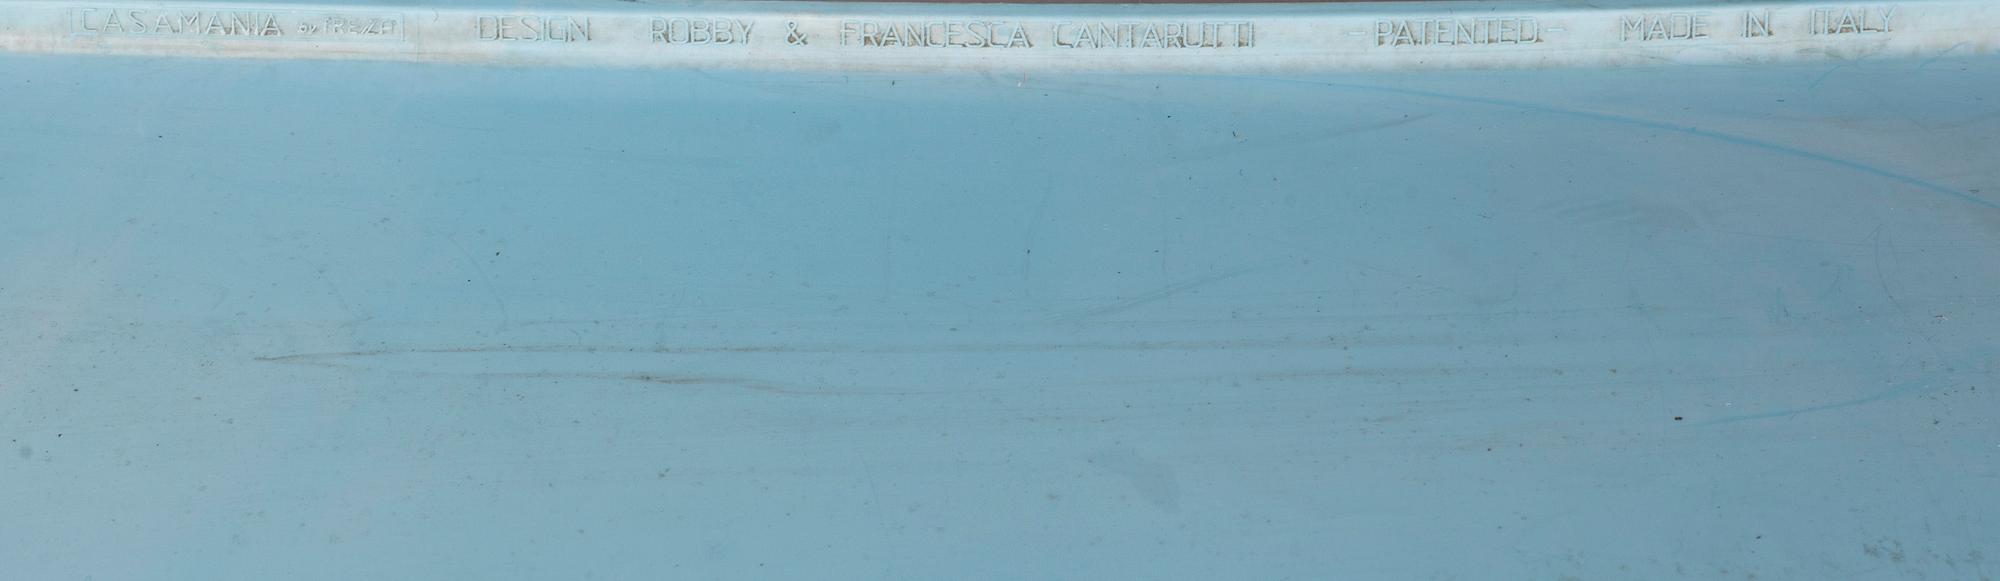 CASAMANIA BY FREZZA DESIGN ROBBY & FRANCESCA CANTARUTTI -PATENTED- MADE IN ITALY